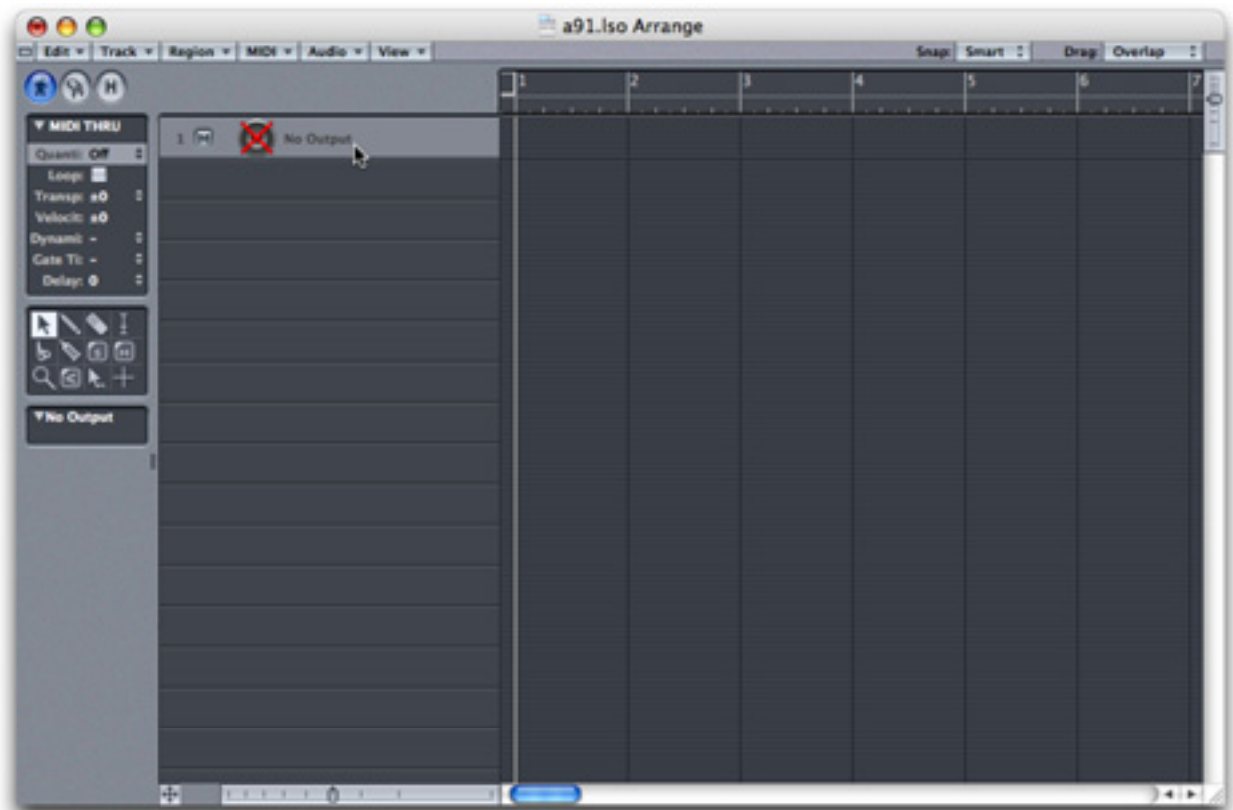 a91.lso Arrange
Edit Track Region MIDI Audio View Snap: Smart Drag: Overlap
H
1 2 3 4 5 6 7
MIDI THRU
Quanti: Off
Loop:
Transp: ±0
Velocit: ±0
Dynami: -
Gate Ti: -
Delay: 0
1 M No Output
No Output